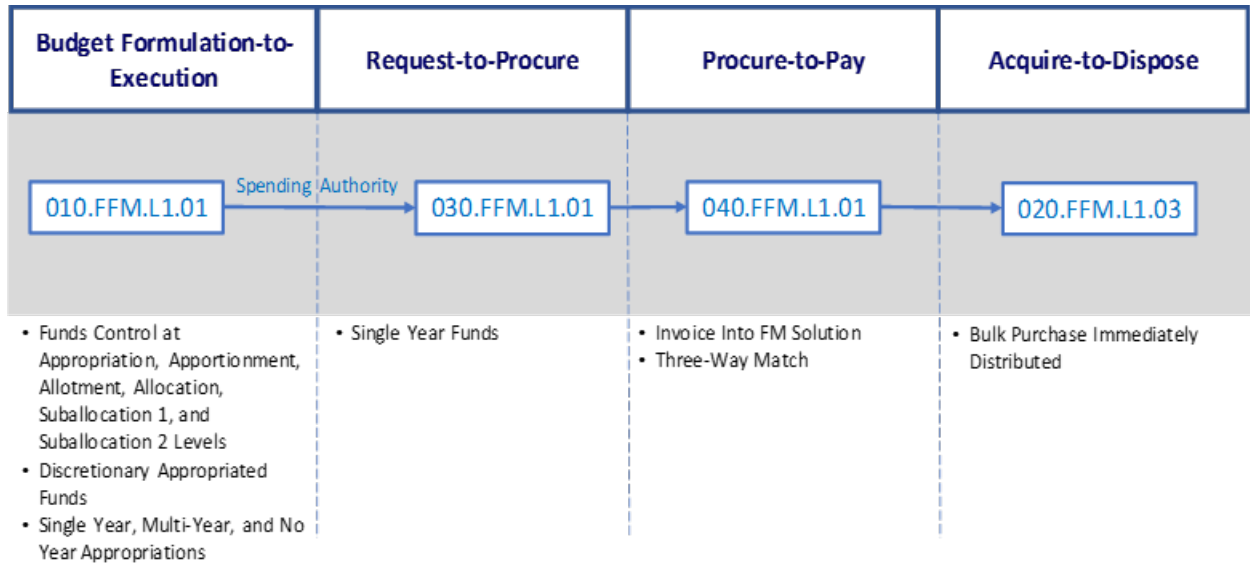 Budget Formulation-to-
Execution
Request-to-Procure
Procure-to-Pay
Acquire-to-Dispose
010.FFM.L1.01
Spending Authority
030.FFM.L1.01
040.FFM.L1.01
020.FFM.L1.03
• Funds Control at
Appropriation, Apportionment,
Allotment, Allocation,
Suballocation 1, and
Suballocation 2 Levels
• Discretionary Appropriated
Funds
• Single Year, Multi-Year, and No
Year Appropriations
• Single Year Funds
• Invoice Into FM Solution
• Three-Way Match
• Bulk Purchase Immediately
Distributed